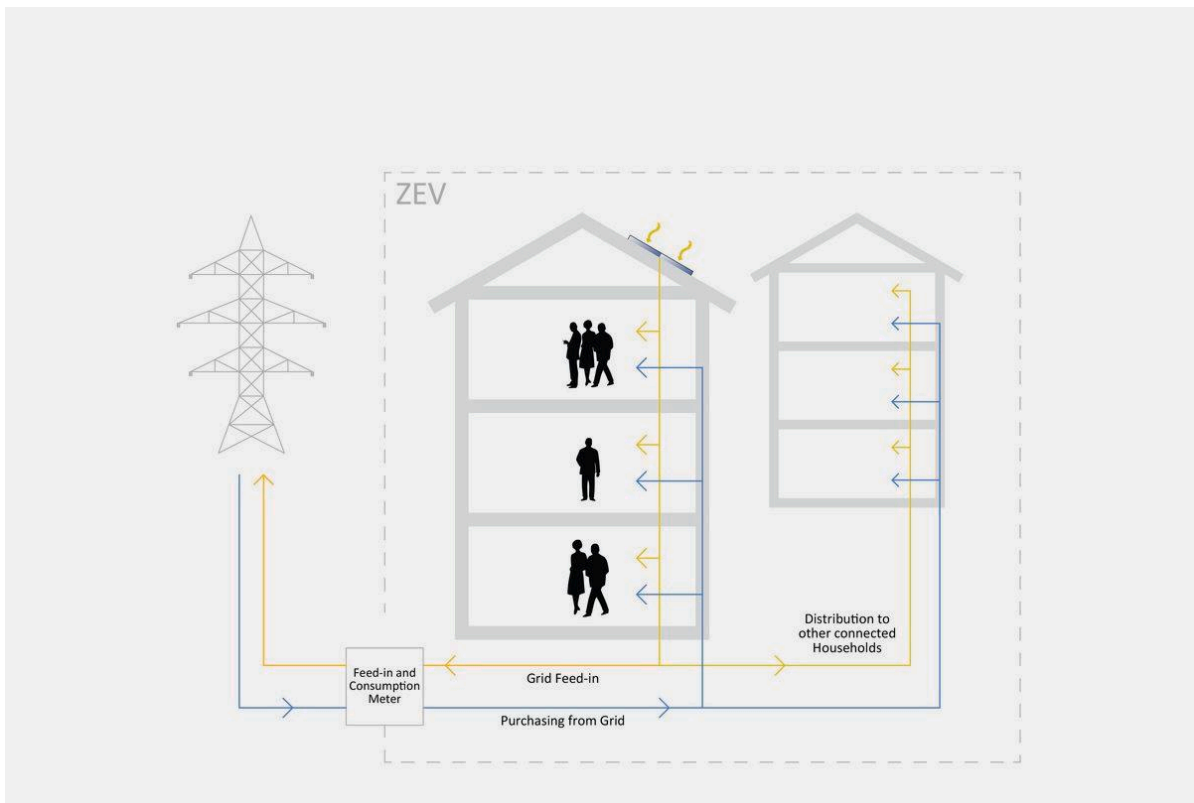 ZEV
Distribution to
other connected
Households
Feed-in and
Consumption
Meter
Grid Feed-in
Purchasing from Grid